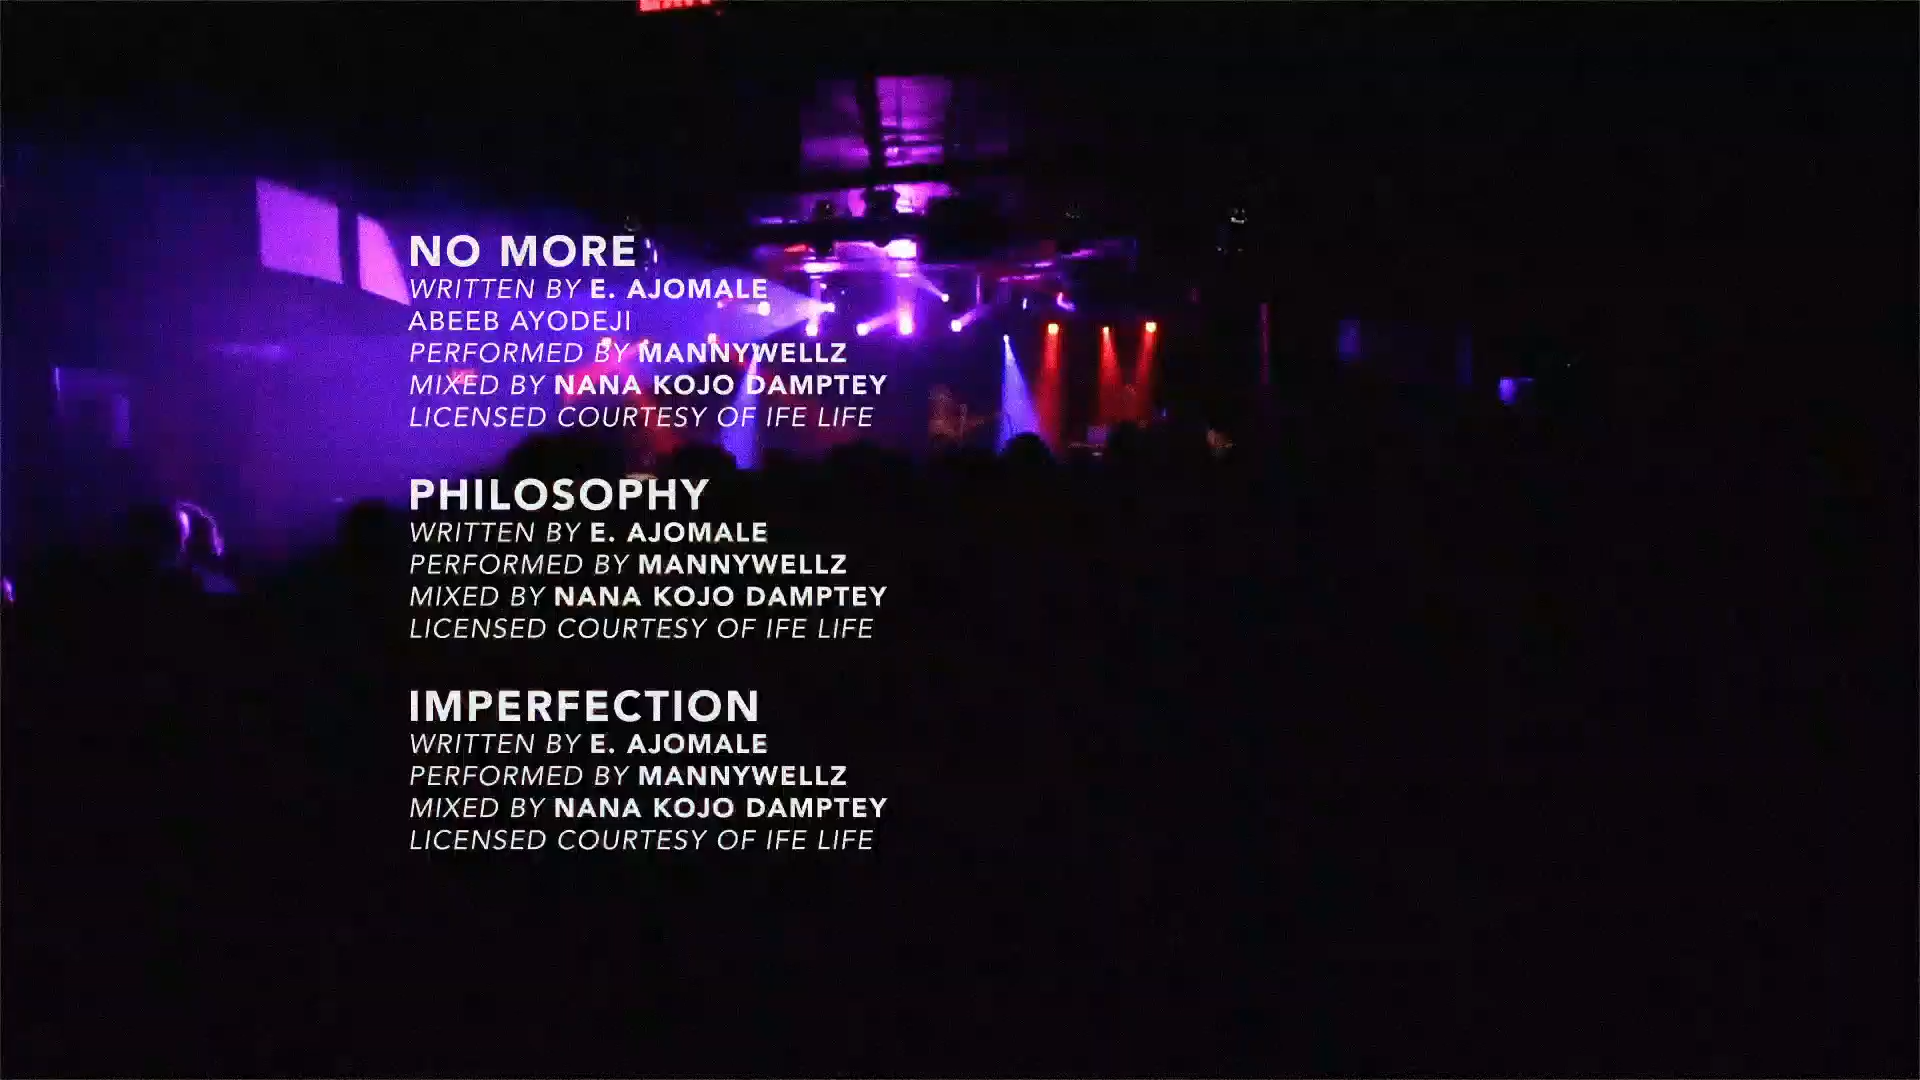 NO MORE
WRITTEN BY E. AJOMALE
ABEEB AYODEJI
PERFORMED BY MANNYWELLZ
MIXED BY NANA KOJO DAMPTEY
LICENSED COURTESY OF IFE LIFE
PHILOSOPHY
WRITTEN BY E. AJOMALE
PERFORMED BY MANNYWELLZ
MIXED BY NANA KOJO DAMPTEY
LICENSED COURTESY OF IFE LIFE
IMPERFECTION
WRITTEN BY E. AJOMALE
PERFORMED BY MANNYWELLZ
MIXED BY NANA KOJO DAMPTEY
LICENSED COURTESY OF IFE LIFE